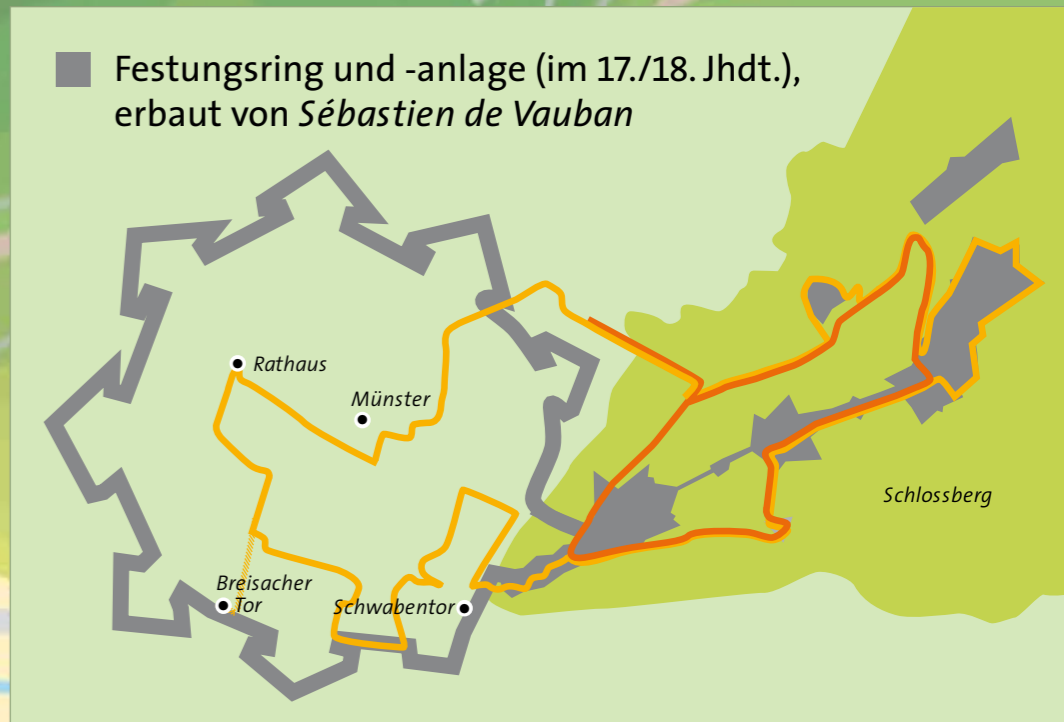 Festungsring und -anlage (im 17./18. Jhdt.),
erbaut von Sébastien de Vauban
Rathaus
Münster
Schlossberg
Breisacher
Tor
Schwabentor